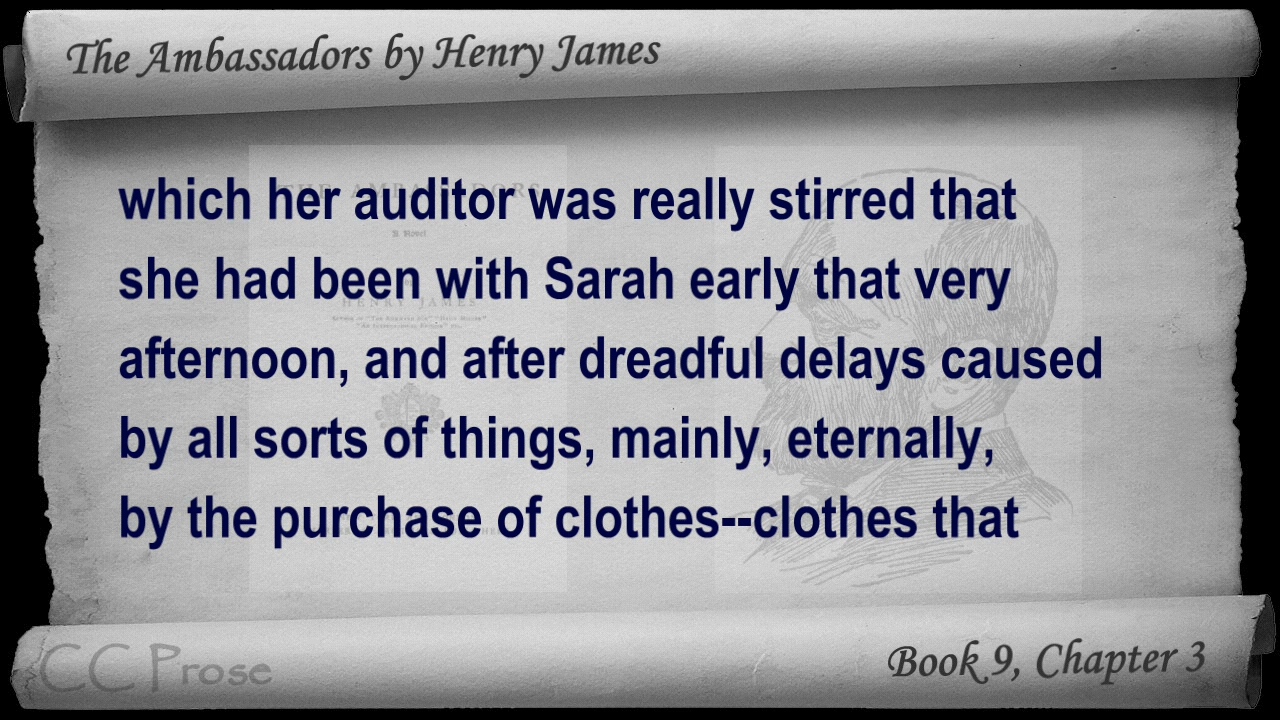 The Ambassadors by Henry James
which her auditor was really stirred that
she had been with Sarah early that very
afternoon, and after dreadful delays caused
by all sorts of things, mainly, eternally,
by the purchase of clothes--clothes that
CC Prose
Book 9, Chapter 3